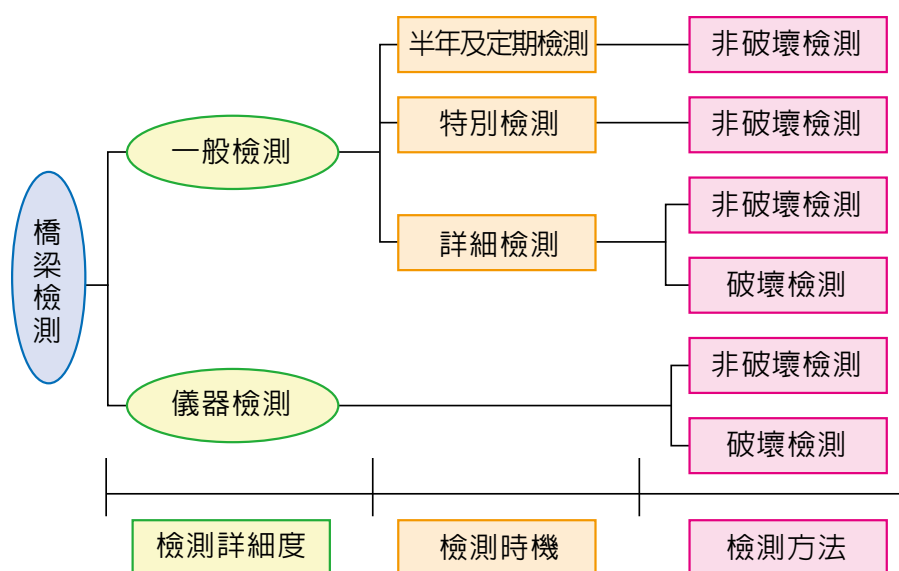 橋梁檢測
一般檢測
半年及定期檢測
非破壞檢測
特別檢測
非破壞檢測
詳細檢測
非破壞檢測
破壞檢測
儀器檢測
非破壞檢測
破壞檢測
檢測詳細度
檢測時機
檢測方法